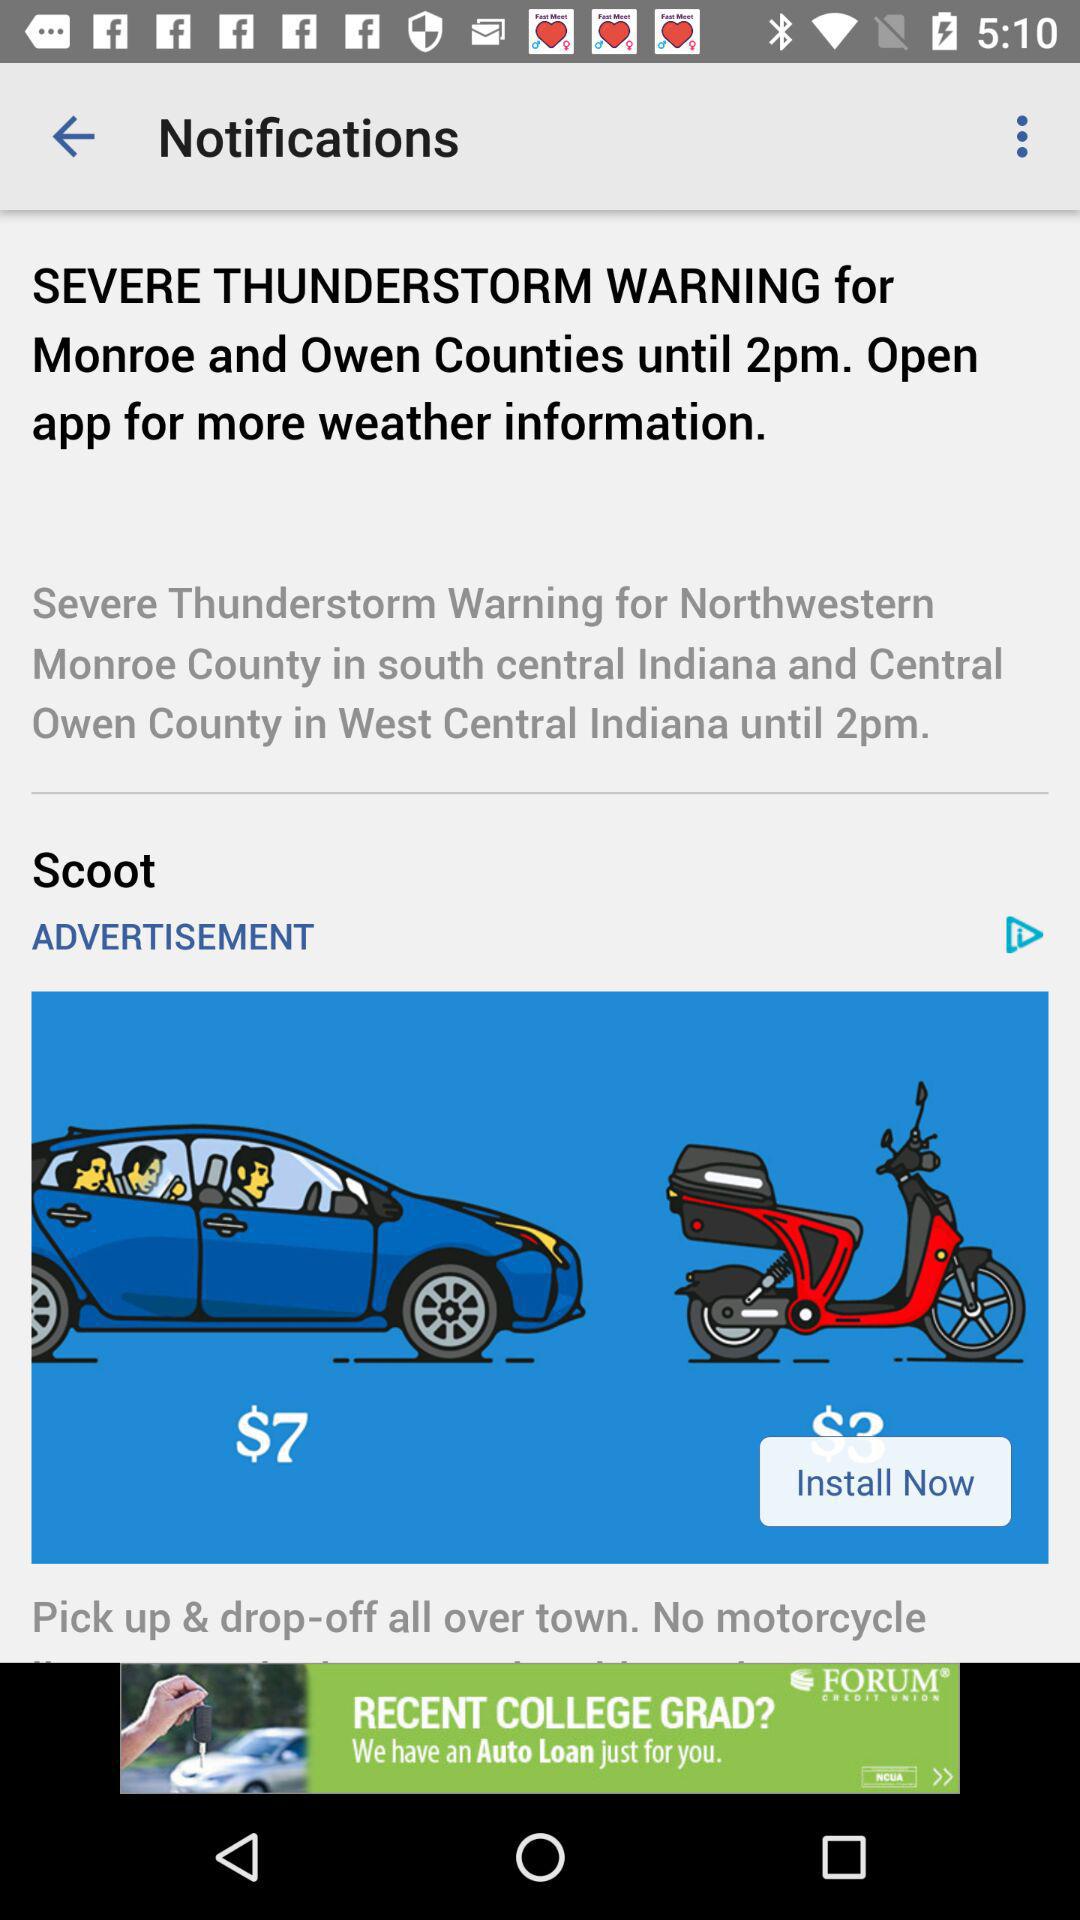 5:10
Notifications
SEVERE THUNDERSTORM WARNING for
Monroe and Owen Counties until 2pm. Open
app for more weather information.
Severe Thunderstorm Warning for Northwestern
Monroe County in south central Indiana and Central
Owen County in West Central Indiana until 2pm.
Scoot
ADVERTISEMENT
$7
$3
Install Now
Pick up & drop-off all over town. No motorcycle
FORUM®
CREDIT UNION
RECENT COLLEGE GRAD?
We have an Auto Loan just for you.
NCUA